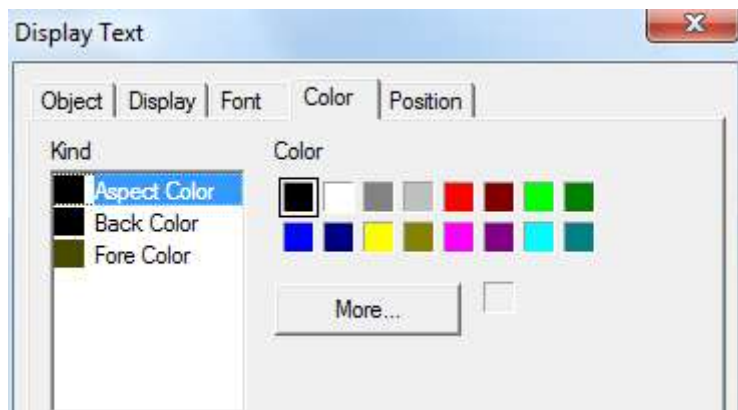 Display Text
Object Display Font Color Position
Kind Color
Aspect Color
Back Color
Fore Color
More...